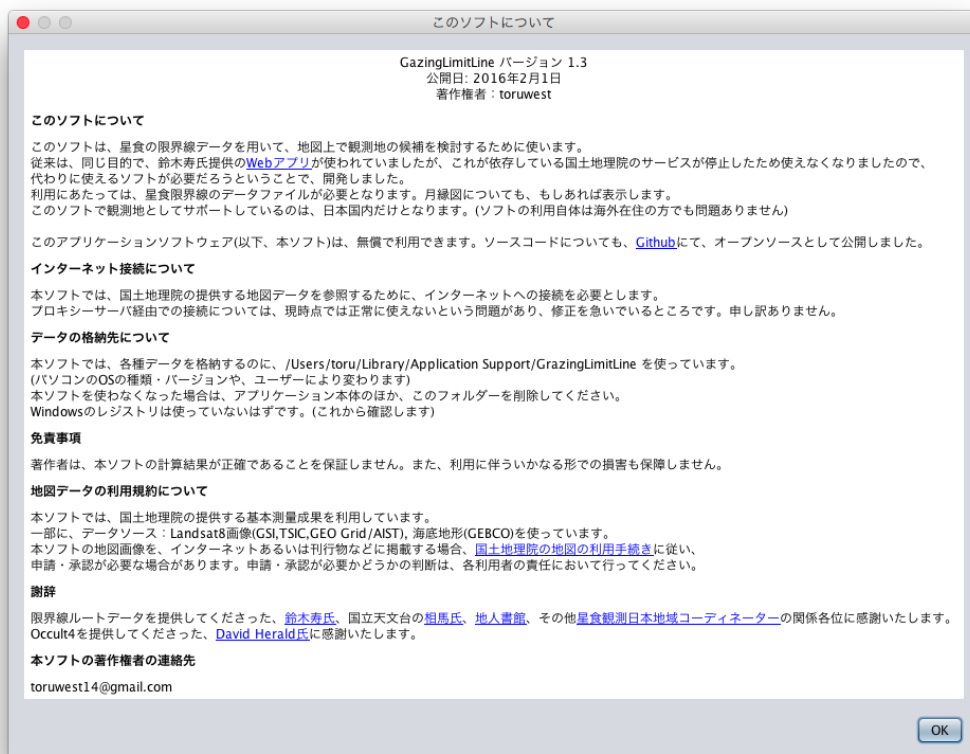 このソフトについて
GazingLimitLine バージョン 1.3
公開日: 2016年2月1日
著作権者：toruwest
このソフトについて
このソフトは、星食の限界線データを用いて、地図上で観測地の候補を検討するために使います。
従来は、同じ目的で、鈴木寿氏提供のWebアプリが使われていましたが、これが依存している国土地理院のサービスが停止したため使えなくなりましたので、
代わりに使えるソフトが必要だろうということで、開発しました。
利用にあたっては、星食限界線のデータファイルが必要となります。月縁図についても、もしあれば表示します。
このソフトで観測地としてサポートしているのは、日本国内だけとなります。(ソフトの利用自体は海外在住の方でも問題ありません)
このアプリケーションソフトウェア(以下、本ソフト)は、無償で利用できます。ソースコードについても、Githubにて、オープンソースとして公開しました。
インターネット接続について
本ソフトでは、国土地理院の提供する地図データを参照するために、インターネットへの接続を必要とします。
プロキシーサーバ経由での接続については、現時点では正常に使えないという問題があり、修正を急いでいるところです。申し訳ありません。
データの格納先について
本ソフトでは、各種データを格納するのに、/Users/toru/Library/Application Support/GrazingLimitLine を使っています。
(パソコンのOSの種類・バージョンや、ユーザーにより変わります)
本ソフトを使わなくなった場合は、アプリケーション本体のほか、このフォルダーを削除してください。
Windowsのレジストリは使っていないはずです。(これから確認します)
免責事項
著作者は、本ソフトの計算結果が正確であることを保証しません。また、利用に伴ういかなる形での損害も保障しません。
地図データの利用規約について
本ソフトでは、国土地理院の提供する基本測量成果を利用しています。
一部に、データソース：Landsat8画像(GSI,TSIC,GEO Grid/AIST), 海底地形(GEBCO)を使っています。
本ソフトの地図画像を、インターネットあるいは刊行物などに掲載する場合、国土地理院の地図の利用手続きに従い、
申請・承認が必要な場合があります。申請・承認が必要かどうかの判断は、各利用者の責任において行ってください。
謝辞
限界線ルートデータを提供してくださった、鈴木寿氏、国立天文台の相馬氏、地人書館、その他星食観測日本地域コーディネーターの関係各位に感謝いたします。
Occult4を提供してくださった、David Herald氏に感謝いたします。
本ソフトの著作権者の連絡先
toruwest14@gmail.com
OK